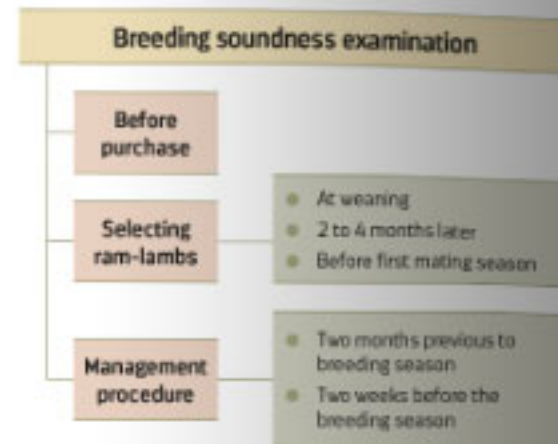 Breeding soundness examination
Before
purchase
Selecting
ram-lambs
At weaning
2 to 4 months later
Before first mating season
Management
procedure
Two months previous to
breeding season
Two weeks before the
breeding season